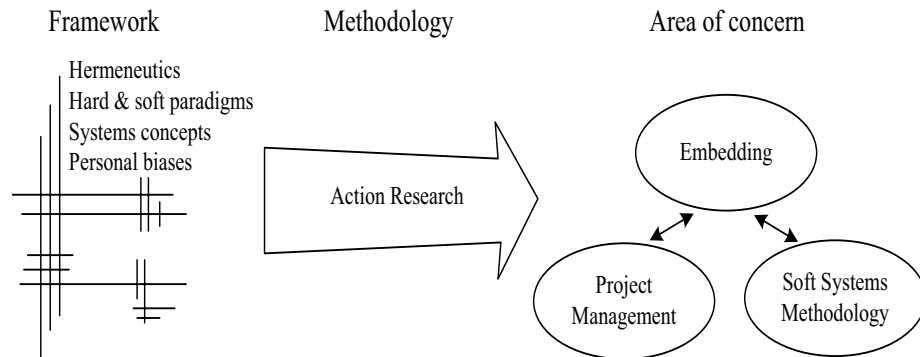 Framework
Methodology
Area of concern
Hermeneutics
Hard & soft paradigms
Systems concepts
Personal biases
Action Research
Embedding
Project
Management
Soft Systems
Methodology